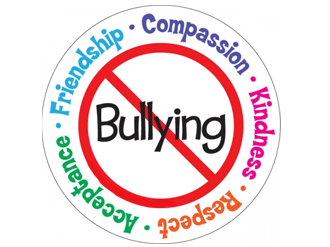 Friendship • Compassion • Kindness • Respect • Acceptance •
Bullying